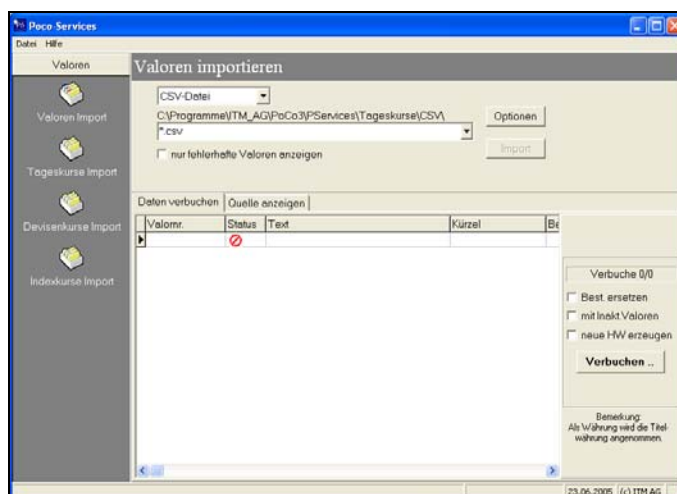 Poco-Services
Datei Hilfe
Valoren
Valoren importieren
CSV-Datei
C:\Programme\ITM_AG\PoCo3\PServices\Tageskurse\CSV\
*.csv
Optionen
Import
nur fehlerhafte Valoren anzeigen
Valoren Import
Tageskurse Import
Devisenkurse Import
Indexkurse Import
Daten verbuchen Quelle anzeigen
Valornr. Status Text Kürzel Be
Verbuche 0/0
Best. ersetzen
mit Inakt Valoren
neue HW erzeugen
Verbuchen ..
Bemerkung:
Als Währung wird die Titel-
währung angenommen.
23.06.2005 (c) ITM AG